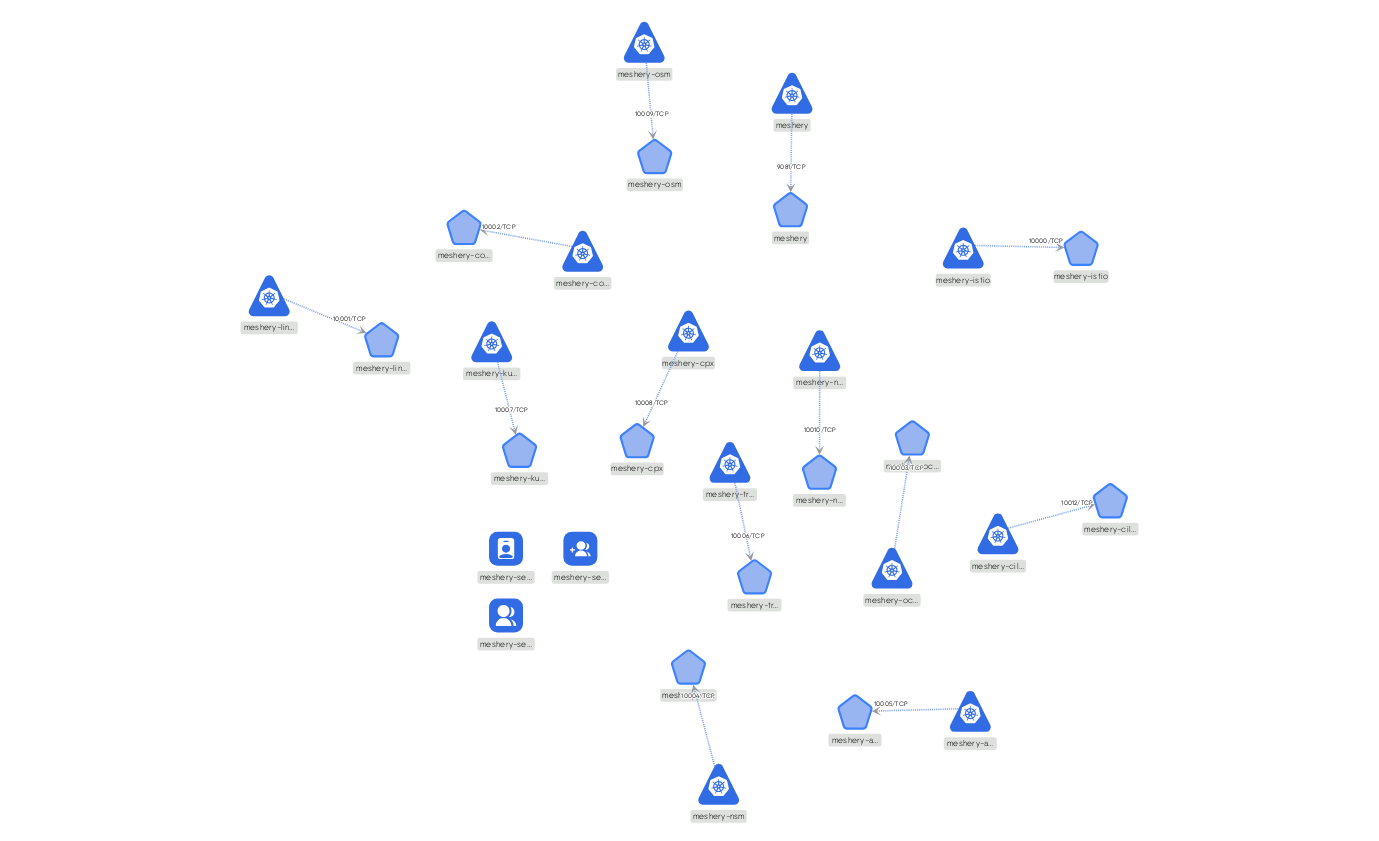 meshery-osm
10009/TCP
meshery-osm
meshery
9081/TCP
meshery
10002/TCP
meshery-co...
meshery-co...
10000/TCP
meshery-istio
meshery-istio
meshery-lin...
10001/TCP
meshery-lin...
meshery-ku...
10007/TCP
meshery-ku...
meshery-cpx
10008/TCP
meshery-cpx
meshery-n...
10010/TCP
meshery-n...
meshery-tr...
10006/TCP
meshery-tr...
10003/TCP
meshery-oc...
10012/TCP
meshery-cil...
meshery-cil...
meshery-se...
meshery-se...
meshery-se...
10004/TCP
meshery-nsm
10005/TCP
meshery-a...
meshery-a...